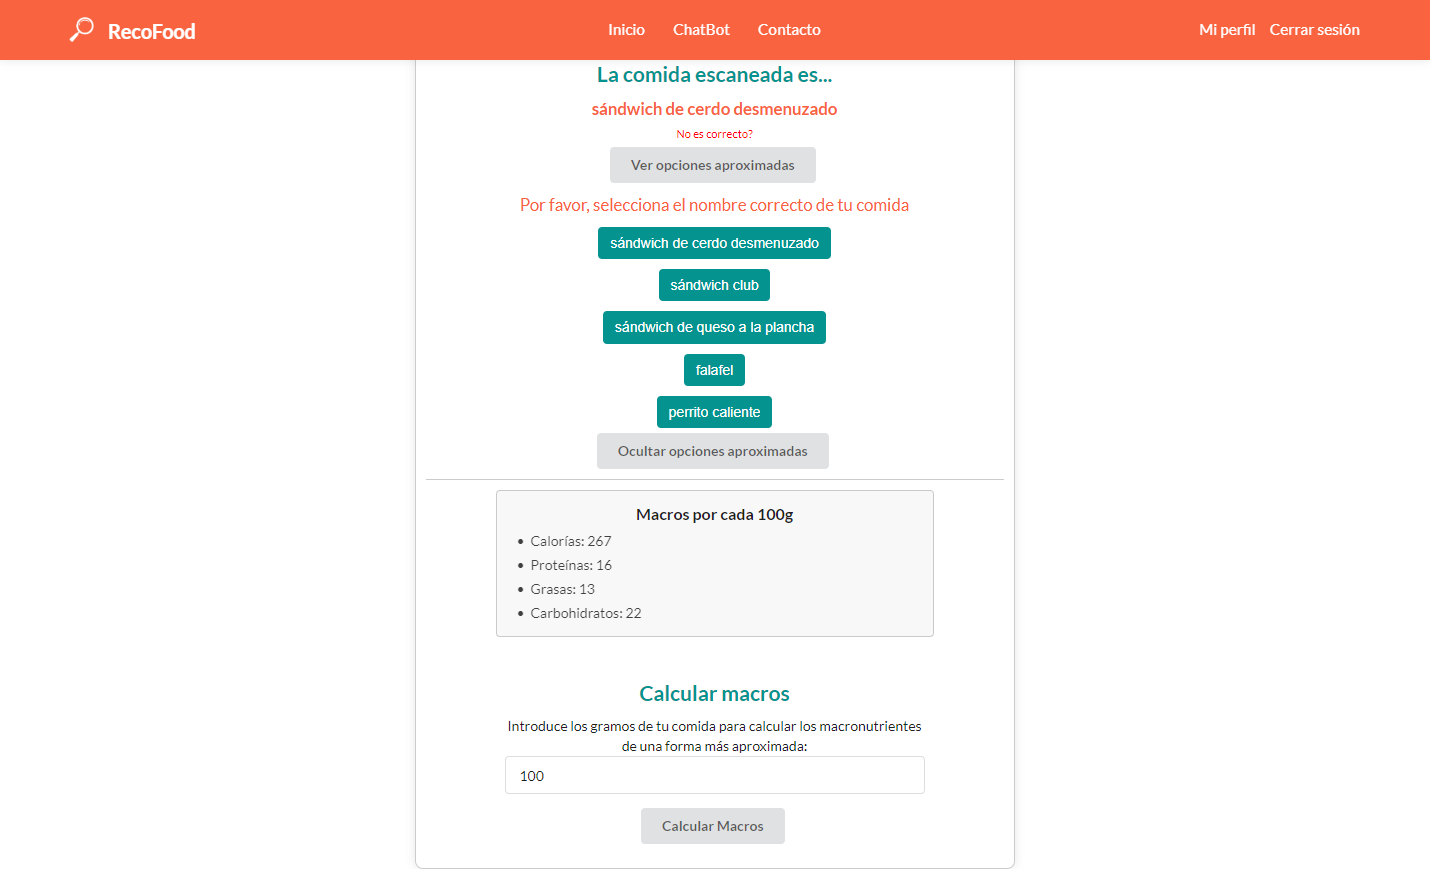 RecoFood
Inicio
ChatBot
Contacto
Mi perfil
Cerrar sesión
La comida escaneada es...
sándwich de cerdo desmenuzado
No es correcto?
Ver opciones aproximadas
Por favor, selecciona el nombre correcto de tu comida
sándwich de cerdo desmenuzado
sándwich club
sándwich de queso a la plancha
falafel
perrito caliente
Ocultar opciones aproximadas
Macros por cada 100g
Calorías: 267
Proteínas: 16
Grasas: 13
Carbohidratos: 22
Calcular macros
Introduce los gramos de tu comida para calcular los macronutrientes
de una forma más aproximada:
100
Calcular Macros